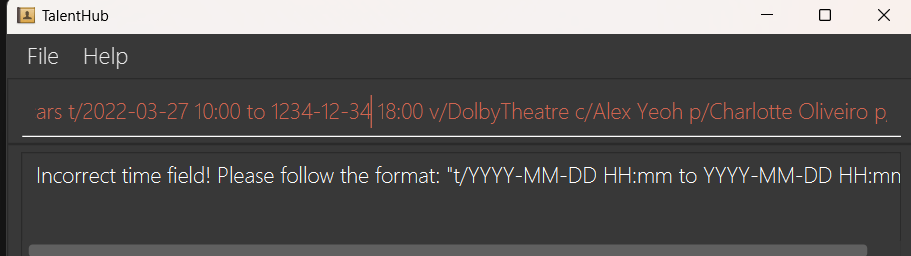 TalentHub
File Help
ars t/2022-03-27 10:00 to 1234-12-34 18:00 v/DolbyTheatre c/Alex Yeoh p/Charlotte Oliveiro p
Incorrect time field! Please follow the format: "t/YYYY-MM-DD HH:mm to YYYY-MM-DD HH:mm